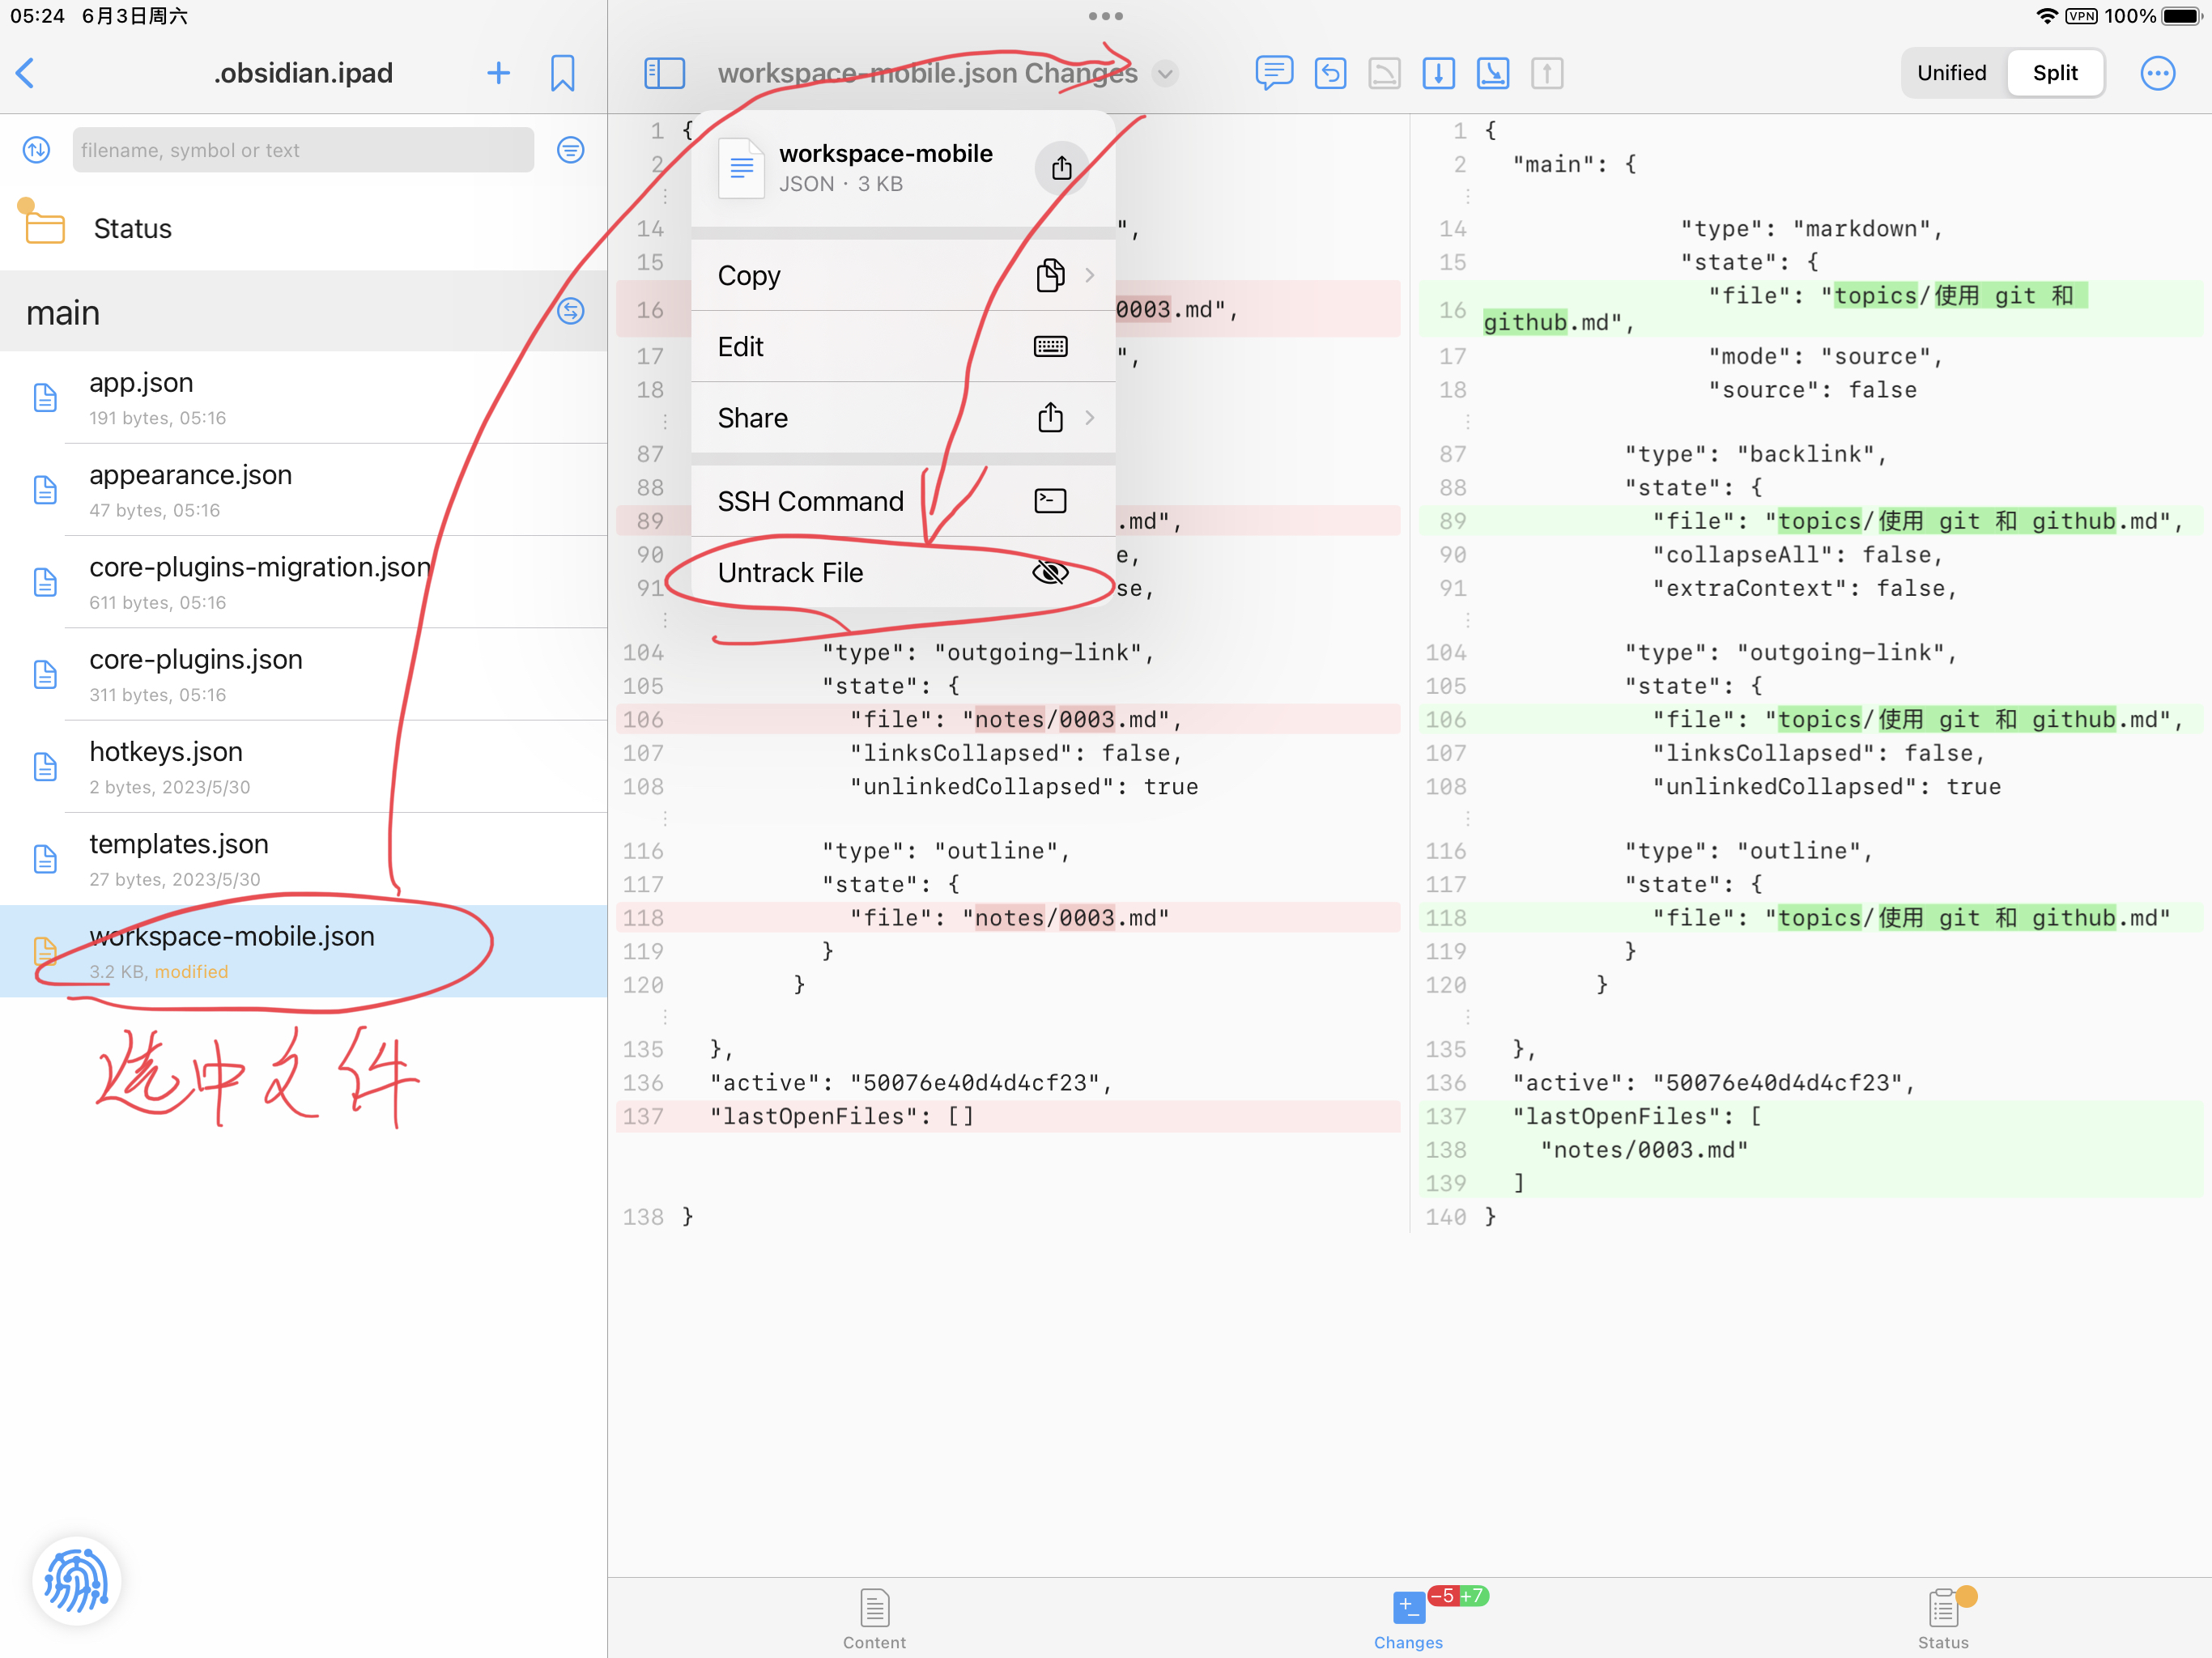 05:24 6月3日周六
VPN 100%
.obsidian.ipad
filename, symbol or text
Status
main
app.json
191 bytes, 05:16
appearance.json
47 bytes, 05:16
core-plugins-migration.json
611 bytes, 05:16
core-plugins.json
311 bytes, 05:16
hotkeys.json
2 bytes, 2023/5/30
templates.json
27 bytes, 2023/5/30
workspace-mobile.json
3.2 KB, modified
选中文件
workspace-mobile.json Changes
Unified Split
workspace-mobile
JSON · 3 KB
Copy
Edit
Share
SSH Command
Untrack File
1 {
2
14 ",
15
16 0003.md",
17 ",
18
87
88
89 .md",
90 e,
91 se,
104 "type": "outgoing-link",
105 "state": {
106 "file": "notes/0003.md",
107 "linksCollapsed": false,
108 "unlinkedCollapsed": true
116 "type": "outline",
117 "state": {
118 "file": "notes/0003.md"
119 }
120 }
135 },
136 "active": "50076e40d4d4cf23",
137 "lastOpenFiles": []
138 }
1 {
2 "main": {
14 "type": "markdown",
15 "state": {
16 "file": "topics/使用 git 和
github.md",
17 "mode": "source",
18 "source": false
87 "type": "backlink",
88 "state": {
89 "file": "topics/使用 git 和 github.md",
90 "collapseAll": false,
91 "extraContext": false,
104 "type": "outgoing-link",
105 "state": {
106 "file": "topics/使用 git 和 github.md",
107 "linksCollapsed": false,
108 "unlinkedCollapsed": true
116 "type": "outline",
117 "state": {
118 "file": "topics/使用 git 和 github.md"
119 }
120 }
135 },
136 "active": "50076e40d4d4cf23",
137 "lastOpenFiles": [
138 "notes/0003.md"
139 ]
140 }
Content
-5 +7
Changes
Status